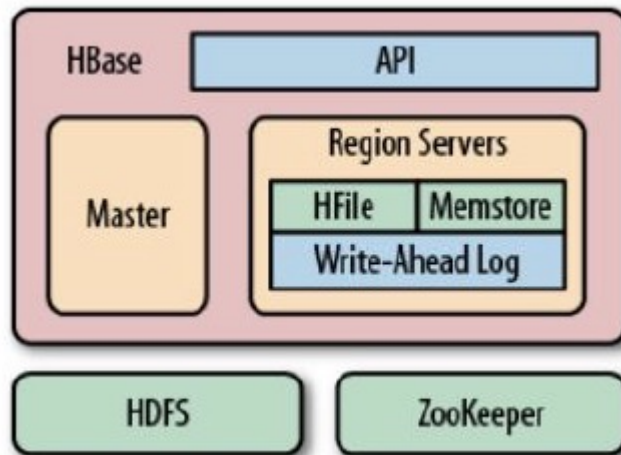 HBase API
Master
Region Servers
HFile Memstore
Write-Ahead Log
HDFS ZooKeeper